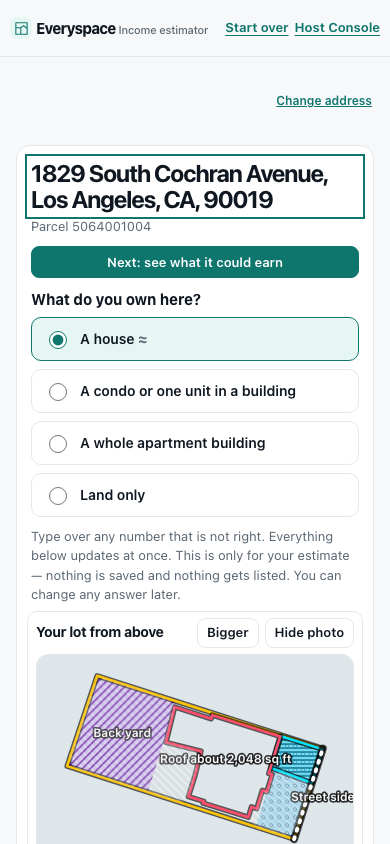 Everyspace Income estimator
Start over
Host Console
Change address
1829 South Cochran Avenue,
Los Angeles, CA, 90019
Parcel 5064001004
Next: see what it could earn
What do you own here?
A house ≈
A condo or one unit in a building
A whole apartment building
Land only
Type over any number that is not right. Everything
below updates at once. This is only for your estimate
— nothing is saved and nothing gets listed. You can
change any answer later.
Your lot from above
Bigger
Hide photo
Back yard
Roof about 2,048 sq ft
Street side